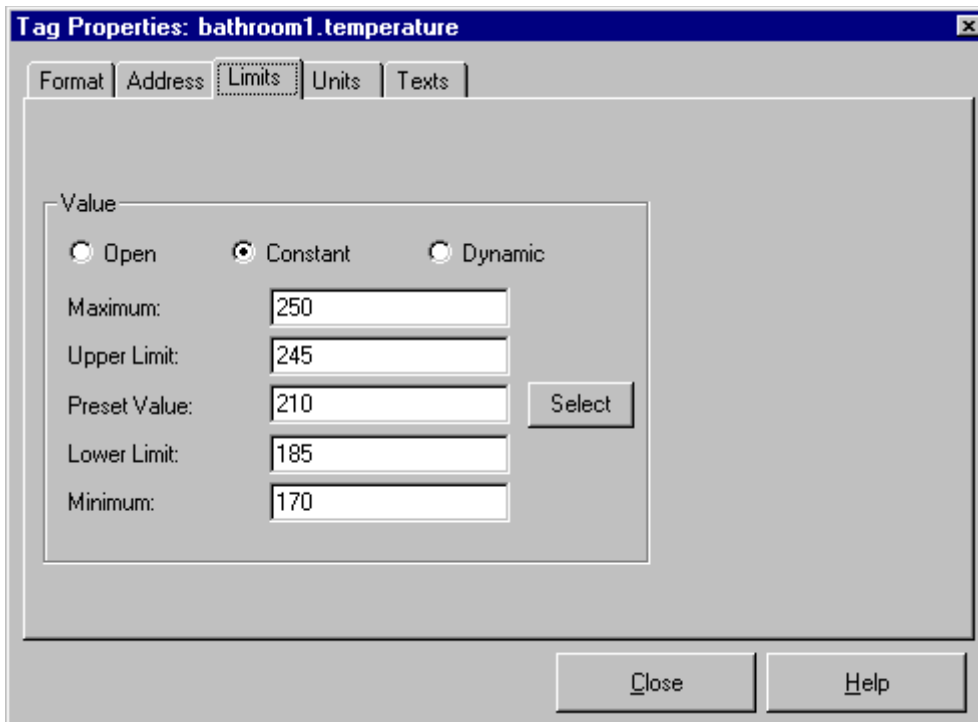 Tag Properties: bathroom1.temperature
Format Address Limits Units Texts
Value
Open Constant Dynamic
Maximum: 250
Upper Limit: 245
Preset Value: 210 Select
Lower Limit: 185
Minimum: 170
Close Help